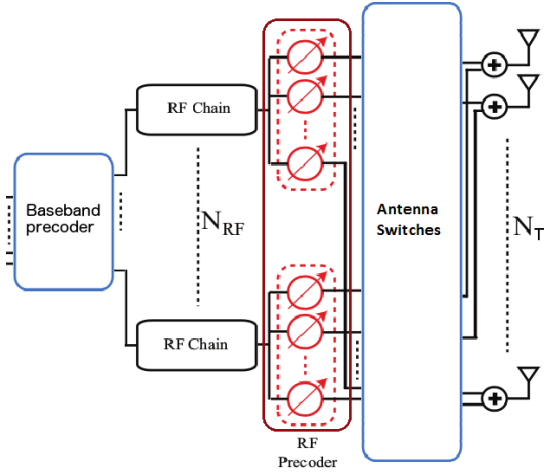 RF Chain
Baseband
precoder
N_RF
Antenna
Switches
N_T
RF Chain
RF
Precoder